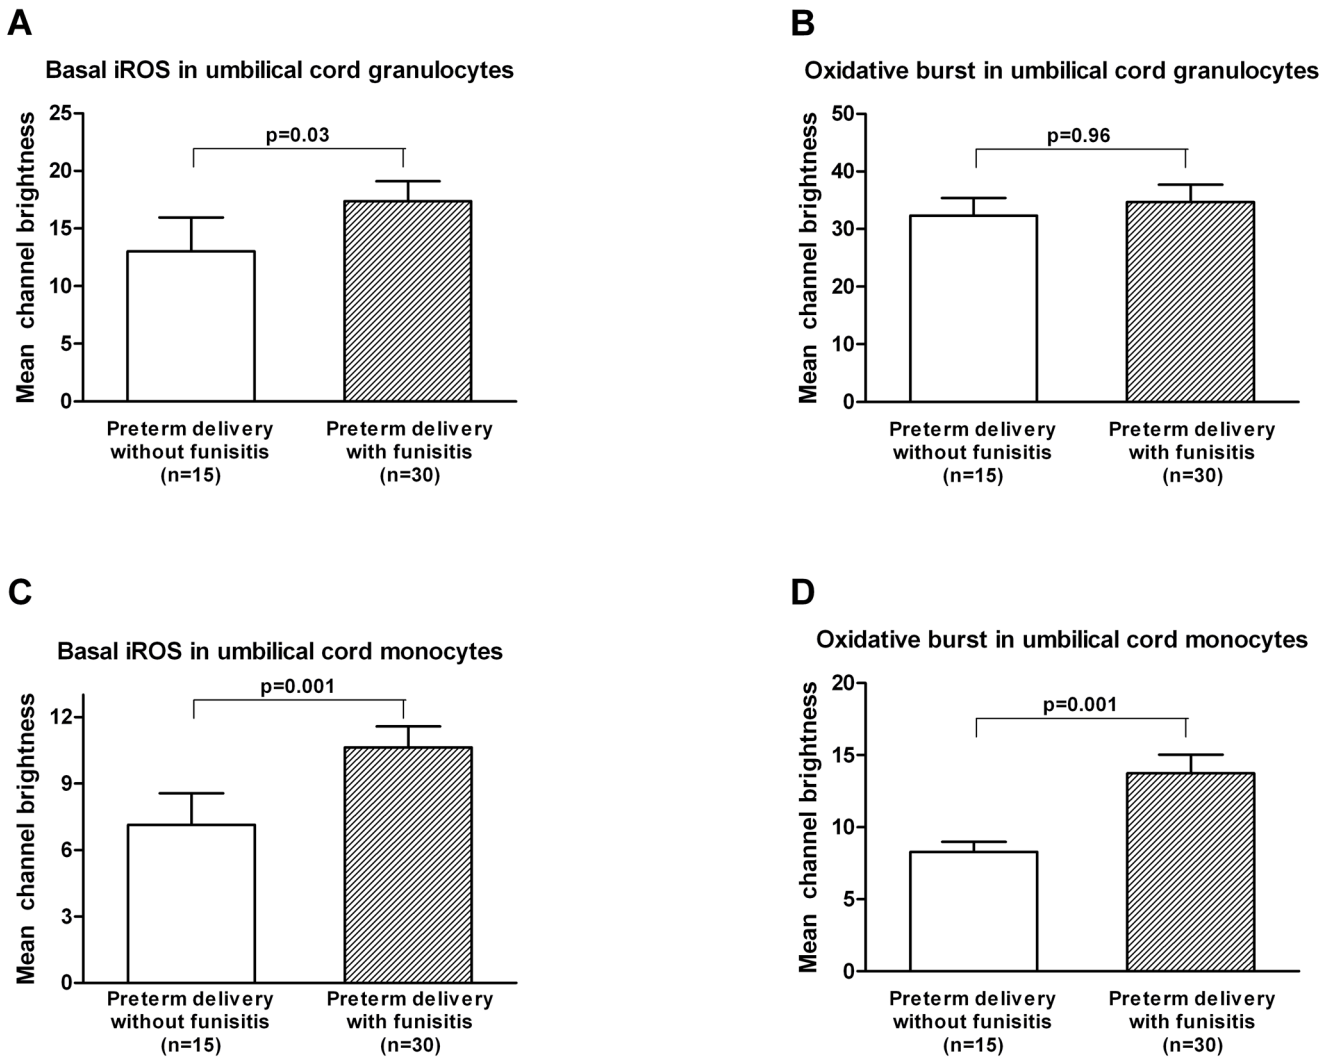 A
Basal iROS in umbilical cord granulocytes
Mean channel brightness
25
20
15
10
5
0
p=0.03
Preterm delivery
without funisitis
(n=15)
Preterm delivery
with funisitis
(n=30)
B
Oxidative burst in umbilical cord granulocytes
Mean channel brightness
50
40
30
20
10
0
p=0.96
Preterm delivery
without funisitis
(n=15)
Preterm delivery
with funisitis
(n=30)
C
Basal iROS in umbilical cord monocytes
Mean channel brightness
12
9
6
3
0
p=0.001
Preterm delivery
without funisitis
(n=15)
Preterm delivery
with funisitis
(n=30)
D
Oxidative burst in umbilical cord monocytes
Mean channel brightness
20
15
10
5
0
p=0.001
Preterm delivery
without funisitis
(n=15)
Preterm delivery
with funisitis
(n=30)